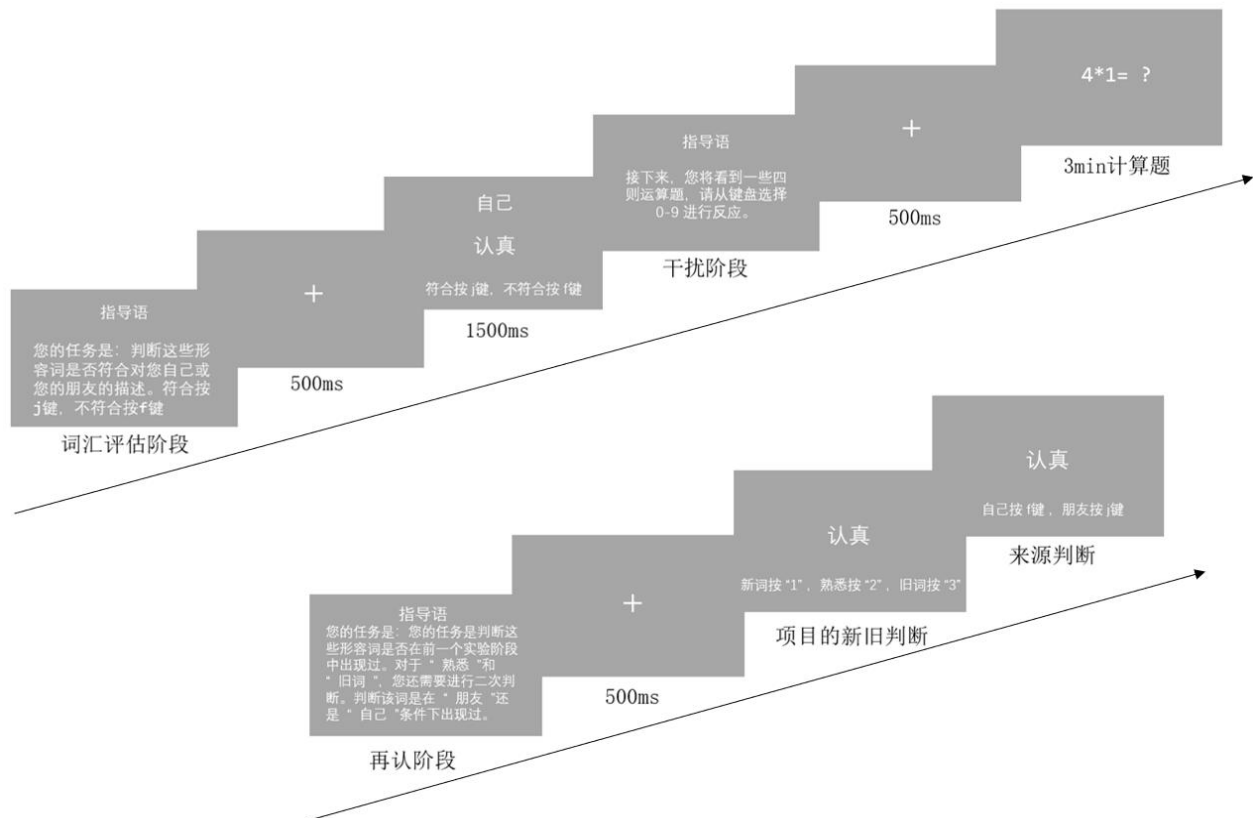 指导语
您的任务是：判断这些形
容词是否符合对您自己或
您的朋友的描述。符合按
j键，不符合按f键
词汇评估阶段
+
500ms
自己
认真
符合按 j键，不符合按 f键
1500ms
指导语
接下来，您将看到一些四
则运算题，请从键盘选择
0-9 进行反应。
干扰阶段
+
500ms
4*1= ?
3min计算题
指导语
您的任务是：您的任务是判断这
些形容词是否在前一个实验阶段
中出现过。对于 “ 熟悉 ”和
“ 旧词 ”，您还需要进行二次判
断。判断该词是在 “ 朋友 ”还
是 “ 自己 ”条件下出现过。
再认阶段
+
500ms
认真
新词按 “1” ，熟悉按 “2” ，旧词按 “3”
项目的新旧判断
认真
自己按 f键 ，朋友按 j键
来源判断